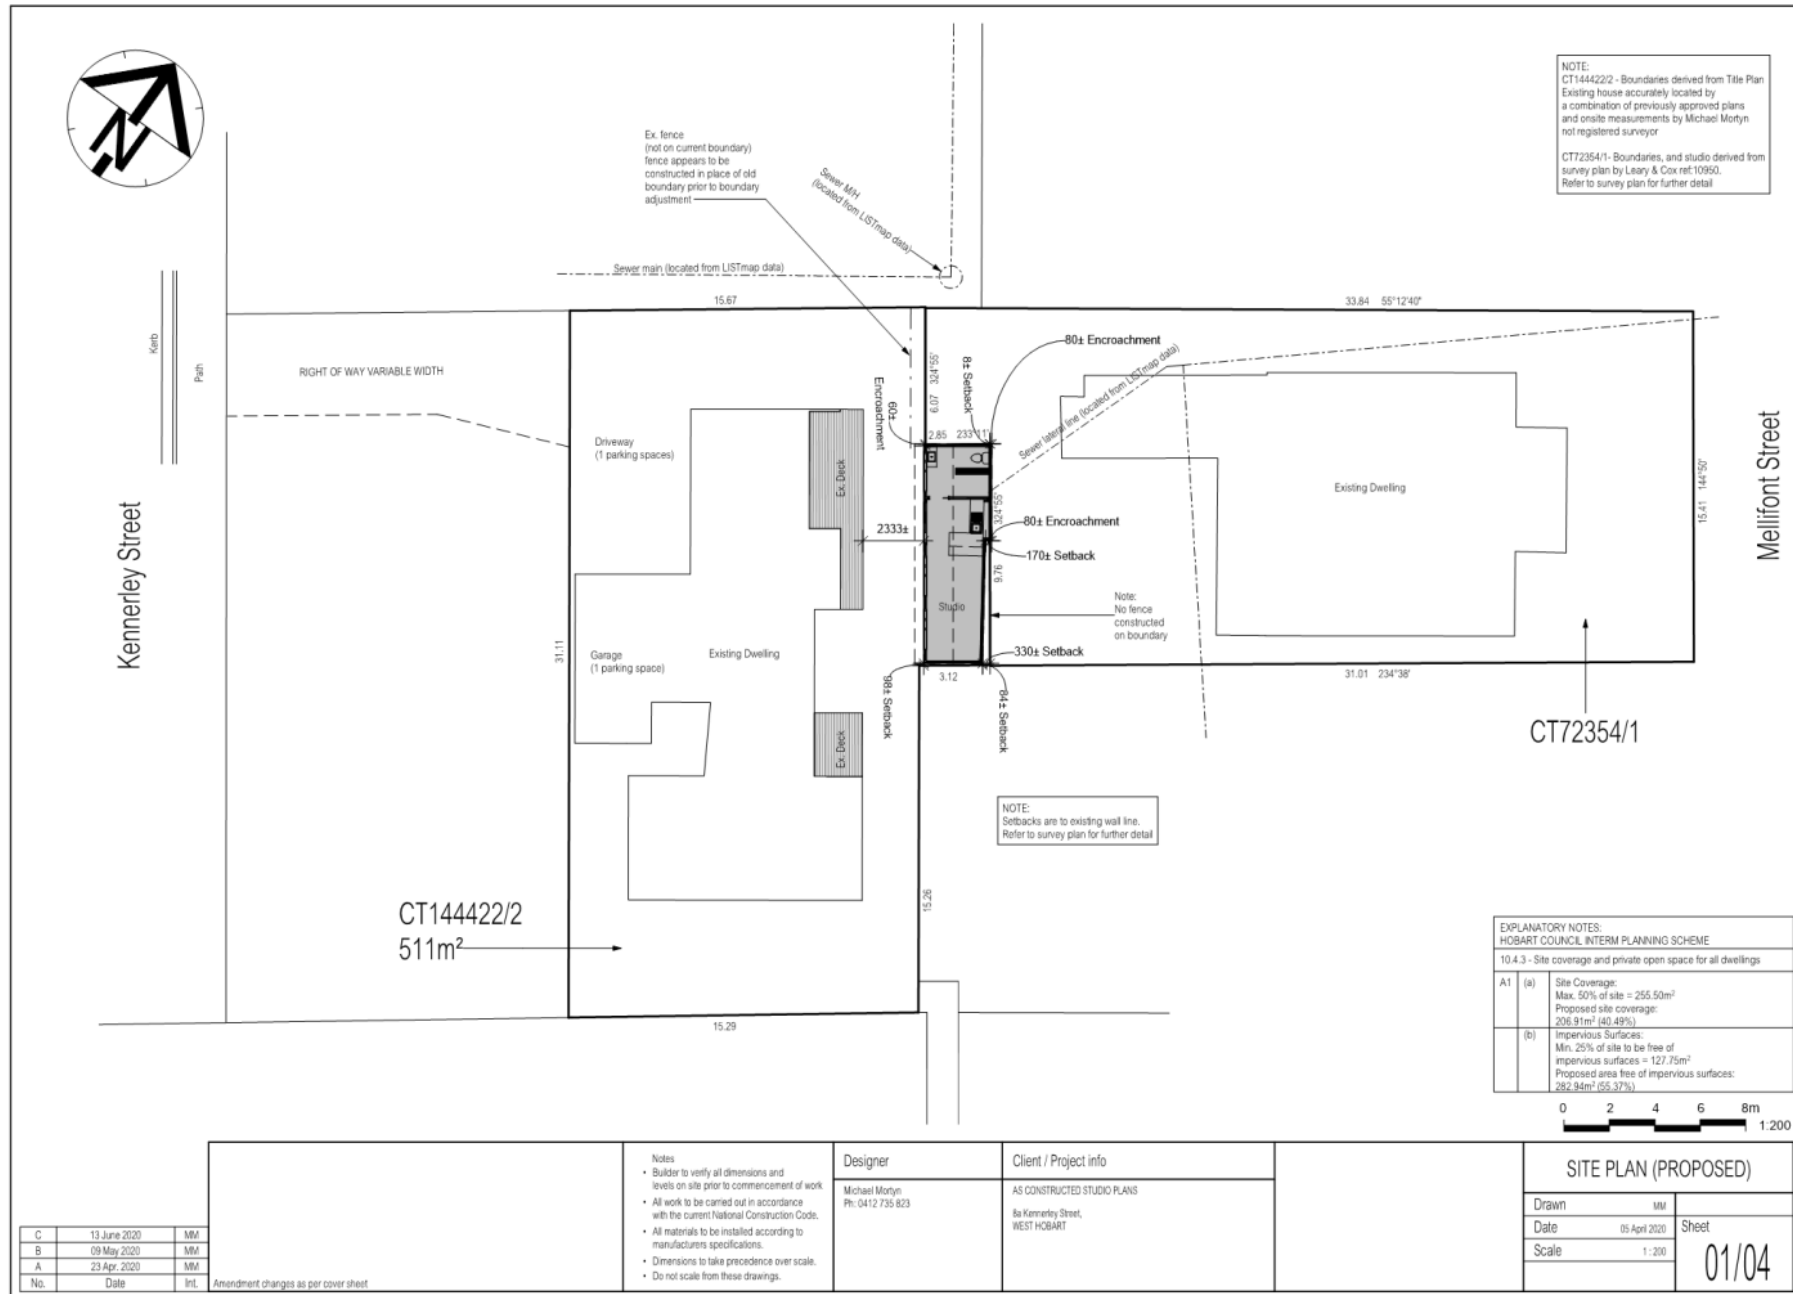 N
NOTE:
CT144422/2 - Boundaries derived from Title Plan
Existing house accurately located by
a combination of previously approved plans
and onsite measurements by Michael Mortyn
not registered surveyor
CT72354/1- Boundaries, and studio derived from
survey plan by Leary & Cox ref:10950.
Refer to survey plan for further detail
Ex. fence
(not on current boundary)
fence appears to be
constructed in place of old
boundary prior to boundary
adjustment
Sewer M/H
(located from LISTmap data)
Sewer main (located from LISTmap data)
15.67
33.84 55°12'40"
Kerb
Path
RIGHT OF WAY VARIABLE WIDTH
6.07 324°55'
8± Setback
80± Encroachment
Sewer lateral line (located from LISTmap data)
60±
Encroachment
2.85 233°11'
Driveway
(1 parking spaces)
Ex. Deck
Existing Dwelling
15.41 144°50'
Mellifont Street
Kennerley Street
2333±
324°55'
80± Encroachment
170± Setback
9.76
Studio
Note:
No fence
constructed
on boundary
31.11
Garage
(1 parking space)
Existing Dwelling
330± Setback
3.12
31.01 234°38'
98± Setback
84± Setback
Ex. Deck
CT72354/1
NOTE:
Setbacks are to existing wall line.
Refer to survey plan for further detail
15.26
CT144422/2
511m²
15.29
EXPLANATORY NOTES:
HOBART COUNCIL INTERM PLANNING SCHEME
10.4.3 - Site coverage and private open space for all dwellings
A1 (a) Site Coverage:
Max. 50% of site = 255.50m²
Proposed site coverage:
206.91m² (40.49%)
(b) Impervious Surfaces:
Min. 25% of site to be free of
impervious surfaces = 127.75m²
Proposed area free of impervious surfaces:
282.94m² (55.37%)
0 2 4 6 8m
1:200
Notes
• Builder to verify all dimensions and
levels on site prior to commencement of work
• All work to be carried out in accordance
with the current National Construction Code.
• All materials to be installed according to
manufacturers specifications.
• Dimensions to take precedence over scale.
• Do not scale from these drawings.
Designer
Michael Mortyn
Ph: 0412 735 823
Client / Project info
AS CONSTRUCTED STUDIO PLANS
8a Kennerley Street,
WEST HOBART
SITE PLAN (PROPOSED)
Drawn MM
Date 05 April 2020
Scale 1 : 200
Sheet
01/04
C 13 June 2020 MM
B 09 May 2020 MM
A 23 Apr. 2020 MM
No. Date Int.
Amendment changes as per cover sheet